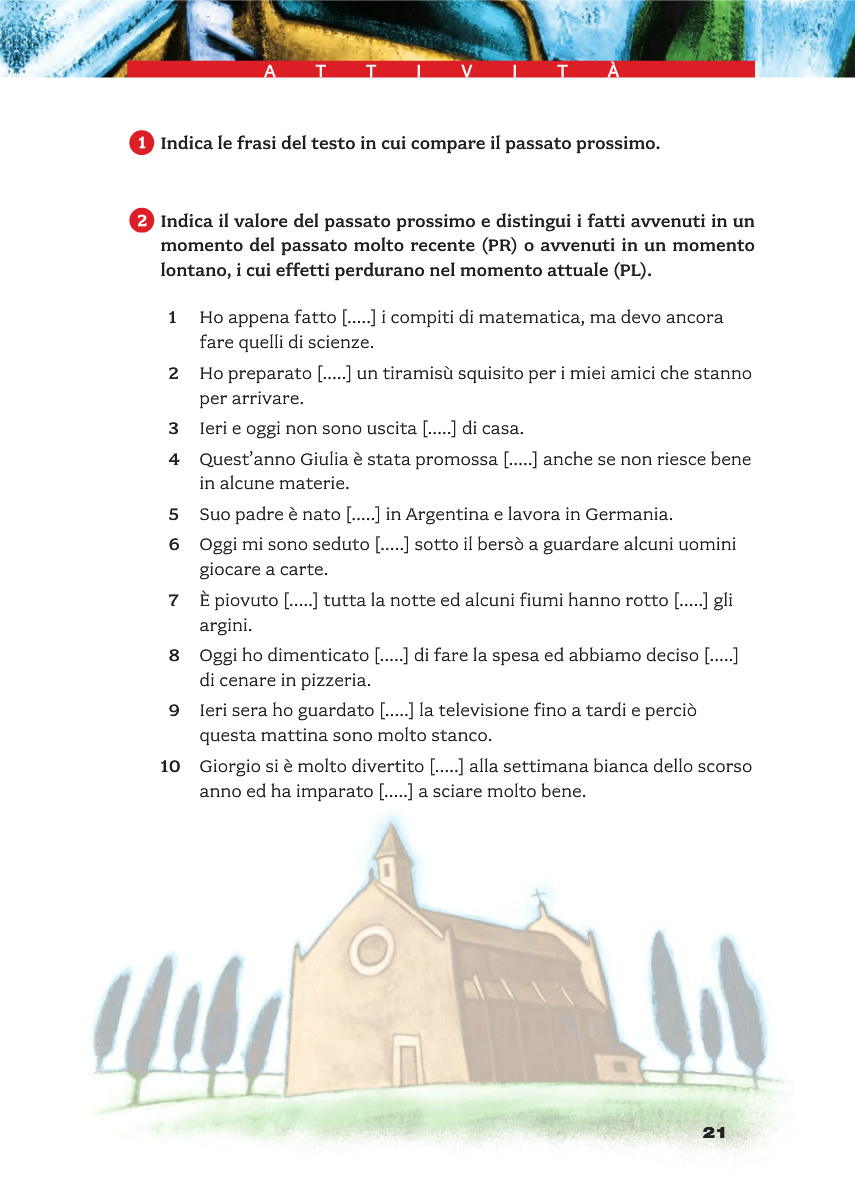 ATTIVITÀ
1 Indica le frasi del testo in cui compare il passato prossimo.
2 Indica il valore del passato prossimo e distingui i fatti avvenuti in un
momento del passato molto recente (PR) o avvenuti in un momento
lontano, i cui effetti perdurano nel momento attuale (PL).
1 Ho appena fatto [.....] i compiti di matematica, ma devo ancora
fare quelli di scienze.
2 Ho preparato [.....] un tiramisù squisito per i miei amici che stanno
per arrivare.
3 Ieri e oggi non sono uscita [.....] di casa.
4 Quest’anno Giulia è stata promossa [.....] anche se non riesce bene
in alcune materie.
5 Suo padre è nato [.....] in Argentina e lavora in Germania.
6 Oggi mi sono seduto [.....] sotto il bersò a guardare alcuni uomini
giocare a carte.
7 È piovuto [.....] tutta la notte ed alcuni fiumi hanno rotto [.....] gli
argini.
8 Oggi ho dimenticato [.....] di fare la spesa ed abbiamo deciso [.....]
di cenare in pizzeria.
9 Ieri sera ho guardato [.....] la televisione fino a tardi e perciò
questa mattina sono molto stanco.
10 Giorgio si è molto divertito [.....] alla settimana bianca dello scorso
anno ed ha imparato [.....] a sciare molto bene.
21